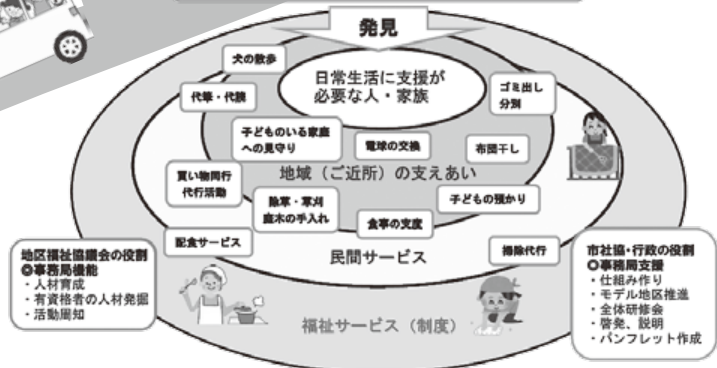 発見
犬の散歩
日常生活に支援が
必要な人・家族
代筆・代読
ゴミ出し
分別
子どものいる家庭
への見守り
電球の交換
布団干し
地域（ご近所）の支えあい
買い物同行
代行活動
除草・草刈
庭木の手入れ
子どもの預かり
食事の支度
配食サービス
民間サービス
掃除代行
地区福祉協議会の役割
◎事務局機能
・人材育成
・有資格者の人材発掘
・活動周知
福祉サービス（制度）
市社協・行政の役割
◎事務局支援
・仕組み作り
・モデル地区推進
・全体研修会
・啓発、説明
・パンフレット作成